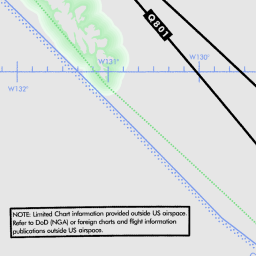 Q801
W131°
W130°
W132°
NOTE: Limited Chart information provided outside US airspace.
Refer to DoD (NGA) or foreign charts and flight information
publications outside US airspace.